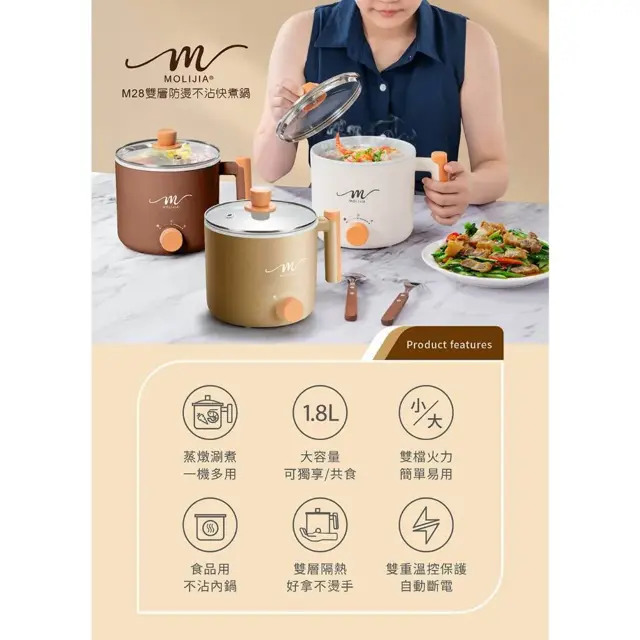 m
MOLIJIA®
M28雙層防燙不沾快煮鍋
m
MOLIJIA
m
MOLIJIA
m
Product features
蒸燉涮煮
一機多用
1.8L
大容量
可獨享/共食
小/大
雙檔火力
簡單易用
食品用
不沾內鍋
雙層隔熱
好拿不燙手
雙重溫控保護
自動斷電